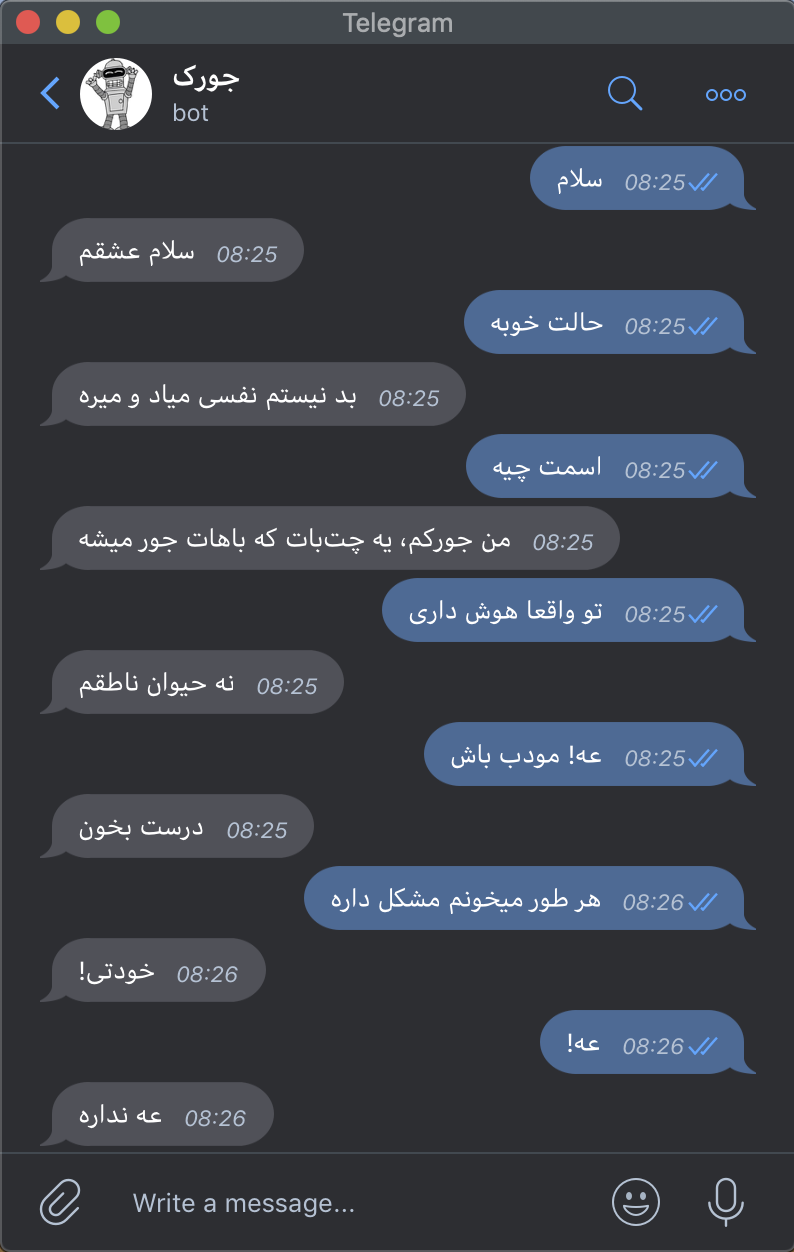 Telegram
جورک
bot
سلام 08:25
سلام عشقم 08:25
حالت خوبه 08:25
بد نیستم نفسی میاد و میره 08:25
اسمت چیه 08:25
من جورکم، یه چت‌بات که باهات جور میشه 08:25
تو واقعا هوش داری 08:25
نه حیوان ناطقم 08:25
عه! مودب باش 08:25
درست بخون 08:25
هر طور میخونم مشکل داره 08:26
خودتی! 08:26
عه! 08:26
عه نداره 08:26
Write a message...